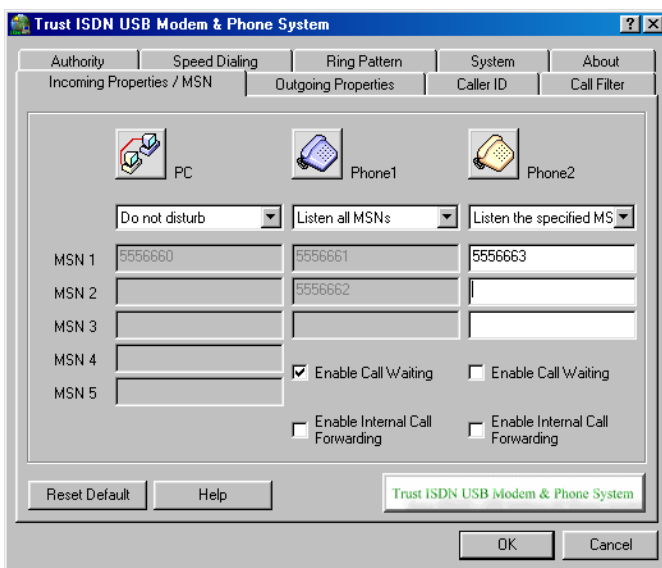 Trust ISDN USB Modem & Phone System
Authority Speed Dialing Ring Pattern System About
Incoming Properties / MSN Outgoing Properties Caller ID Call Filter
PC Phone1 Phone2
Do not disturb Listen all MSNs Listen the specified MS
MSN 1 5556660 5556661 5556663
MSN 2 5556662
MSN 3
MSN 4
Enable Call Waiting Enable Call Waiting
MSN 5
Enable Internal Call Enable Internal Call
Forwarding Forwarding
Reset Default Help Trust ISDN USB Modem & Phone System
OK Cancel